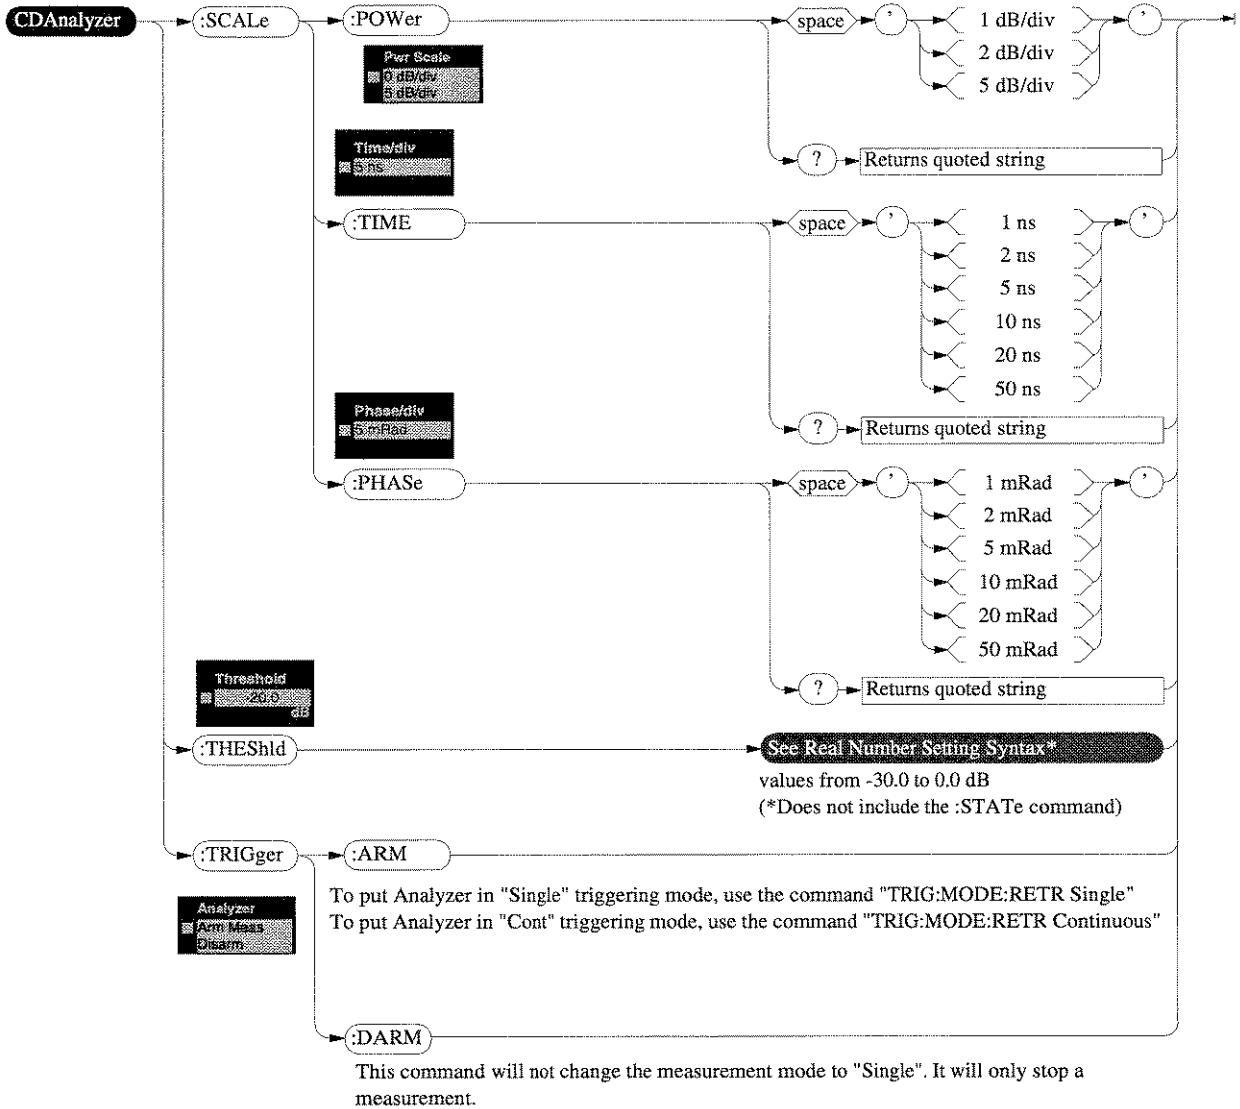 CDAnalyzer :SCALe :POWer space ' 1 dB/div '
2 dB/div
5 dB/div
Pwr Scale
0 dB/div
5 dB/div
? Returns quoted string
Time/div
5 ns
:TIME space ' 1 ns '
2 ns
5 ns
10 ns
20 ns
50 ns
? Returns quoted string
Phase/div
5 mRad
:PHASe space ' 1 mRad '
2 mRad
5 mRad
10 mRad
20 mRad
50 mRad
? Returns quoted string
Threshold
-20.0
dB
:THEShld See Real Number Setting Syntax*
values from -30.0 to 0.0 dB
(*Does not include the :STATe command)
:TRIGger :ARM
To put Analyzer in "Single" triggering mode, use the command "TRIG:MODE:RETR Single"
To put Analyzer in "Cont" triggering mode, use the command "TRIG:MODE:RETR Continuous"
Analyzer
Arm Meas
Disarm
:DARM
This command will not change the measurement mode to "Single". It will only stop a
measurement.